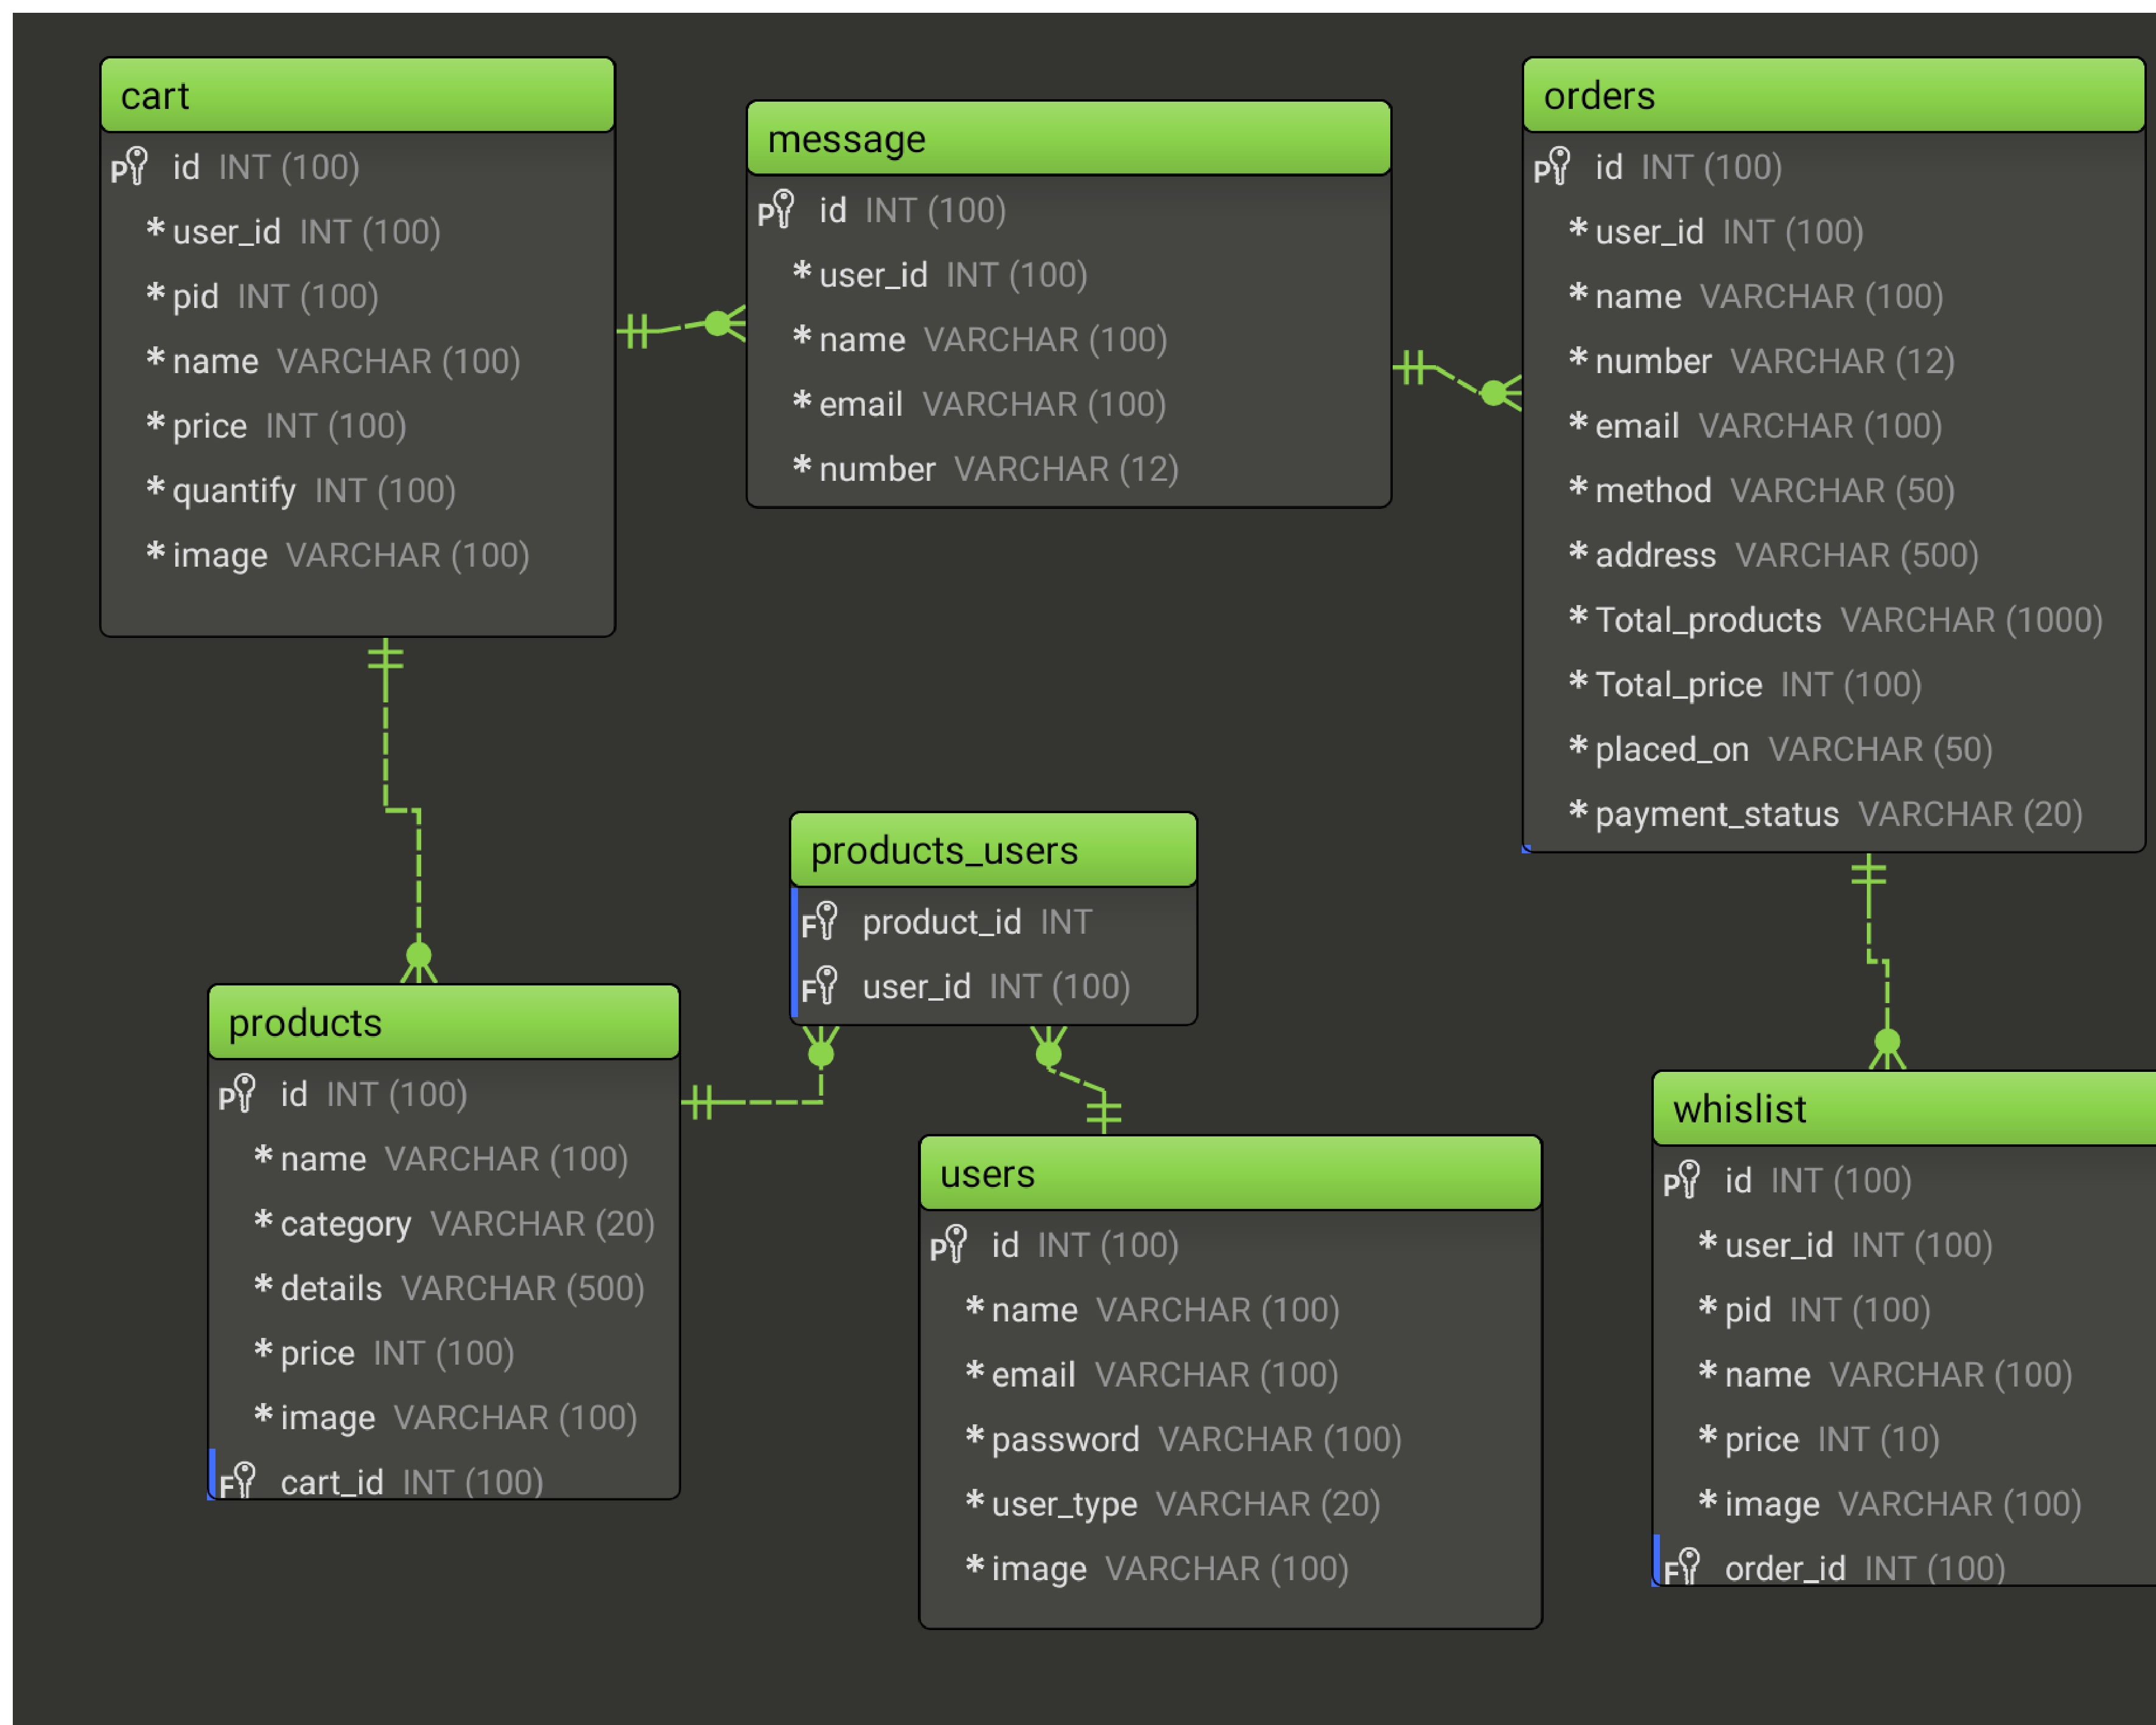 cart
P id INT (100)
* user_id INT (100)
* pid INT (100)
* name VARCHAR (100)
* price INT (100)
* quantify INT (100)
* image VARCHAR (100)
message
P id INT (100)
* user_id INT (100)
* name VARCHAR (100)
* email VARCHAR (100)
* number VARCHAR (12)
orders
P id INT (100)
* user_id INT (100)
* name VARCHAR (100)
* number VARCHAR (12)
* email VARCHAR (100)
* method VARCHAR (50)
* address VARCHAR (500)
* Total_products VARCHAR (1000)
* Total_price INT (100)
* placed_on VARCHAR (50)
* payment_status VARCHAR (20)
products_users
F product_id INT
F user_id INT (100)
products
P id INT (100)
* name VARCHAR (100)
* category VARCHAR (20)
* details VARCHAR (500)
* price INT (100)
* image VARCHAR (100)
F cart_id INT (100)
users
P id INT (100)
* name VARCHAR (100)
* email VARCHAR (100)
* password VARCHAR (100)
* user_type VARCHAR (20)
* image VARCHAR (100)
whislist
P id INT (100)
* user_id INT (100)
* pid INT (100)
* name VARCHAR (100)
* price INT (10)
* image VARCHAR (100)
F order_id INT (100)